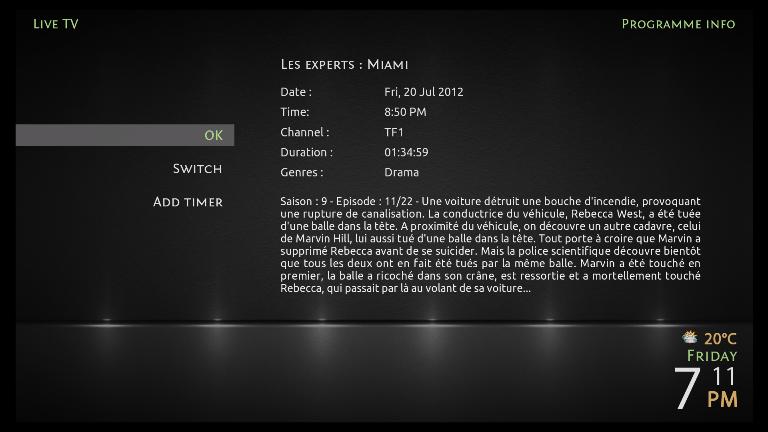 LIVE TV
PROGRAMME INFO
LES EXPERTS : MIAMI
Date : Fri, 20 Jul 2012
Time: 8:50 PM
Channel : TF1
Duration : 01:34:59
Genres : Drama
OK
SWITCH
ADD TIMER
Saison : 9 - Episode : 11/22 - Une voiture détruit une bouche d'incendie, provoquant
une rupture de canalisation. La conductrice du véhicule, Rebecca West, a été tuée
d'une balle dans la tête. A proximité du véhicule, on découvre un autre cadavre, celui
de Marvin Hill, lui aussi tué d'une balle dans la tête. Tout porte à croire que Marvin a
supprimé Rebecca avant de se suicider. Mais la police scientifique découvre bientôt
que tous les deux ont en fait été tués par la même balle. Marvin a été touché en
premier, la balle a ricoché dans son crâne, est ressortie et a mortellement touché
Rebecca, qui passait par là au volant de sa voiture...
20°C
FRIDAY
7 11
PM